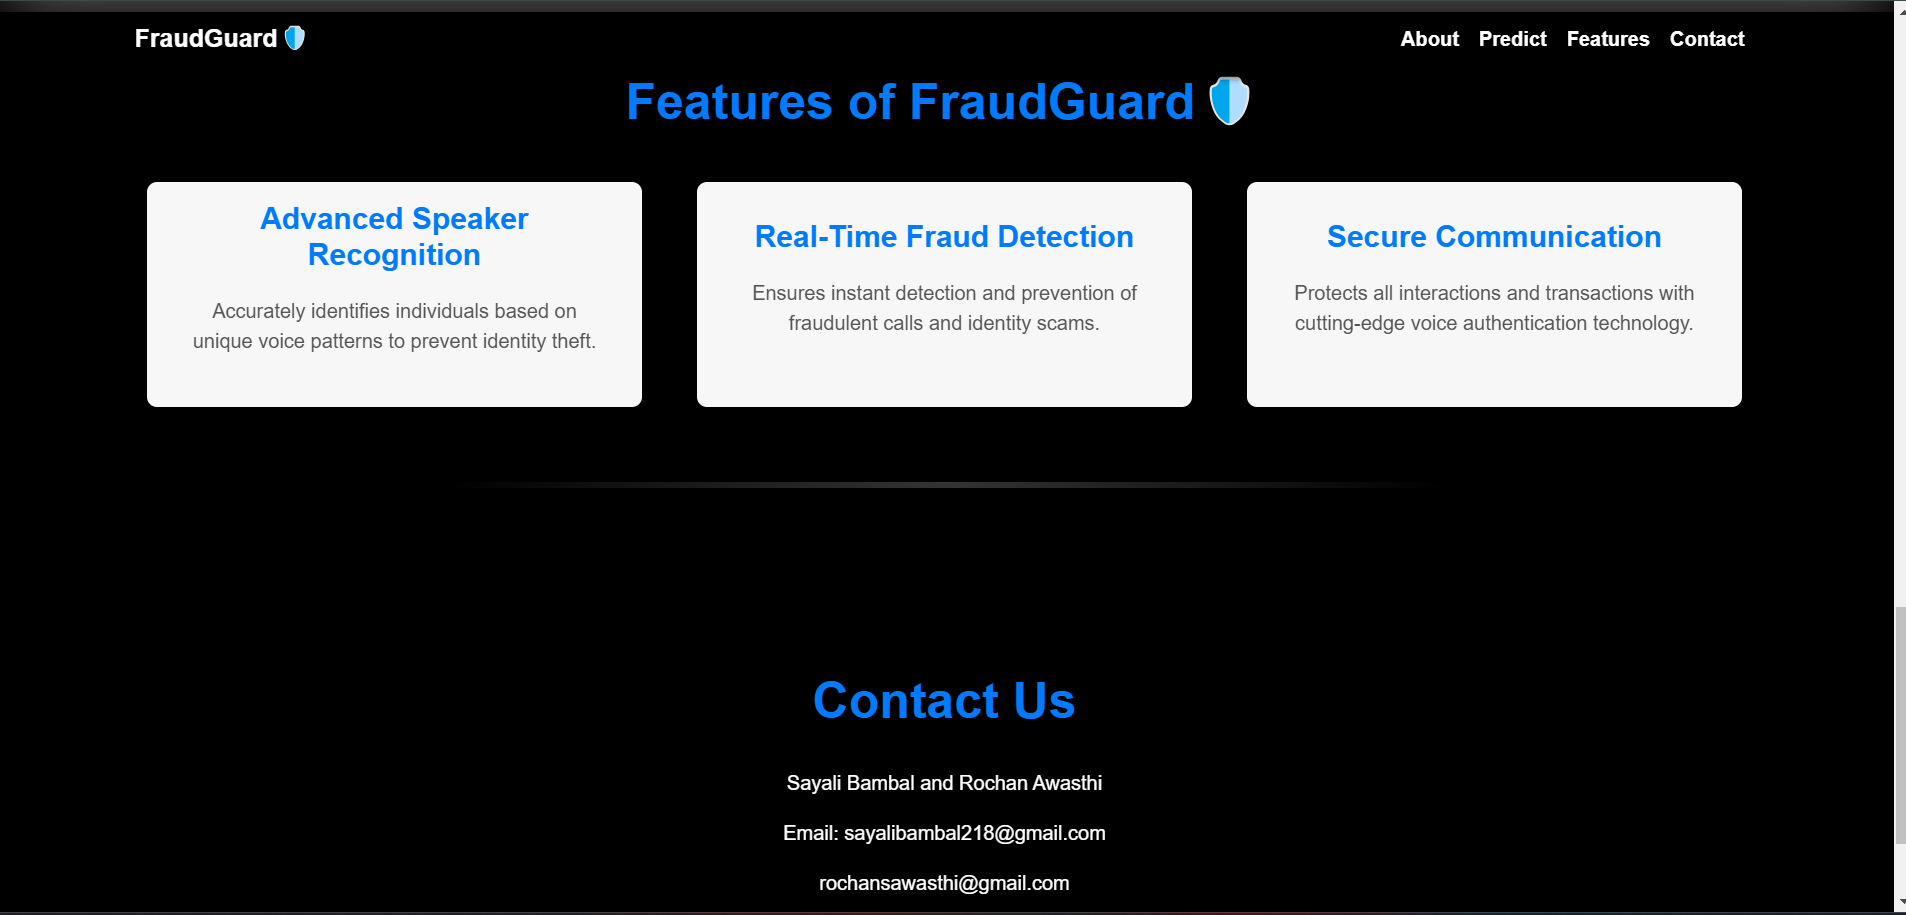 FraudGuard
About Predict Features Contact
Features of FraudGuard
Advanced Speaker
Recognition
Accurately identifies individuals based on
unique voice patterns to prevent identity theft.
Real-Time Fraud Detection
Ensures instant detection and prevention of
fraudulent calls and identity scams.
Secure Communication
Protects all interactions and transactions with
cutting-edge voice authentication technology.
Contact Us
Sayali Bambal and Rochan Awasthi
Email: sayalibambal218@gmail.com
rochansawasthi@gmail.com